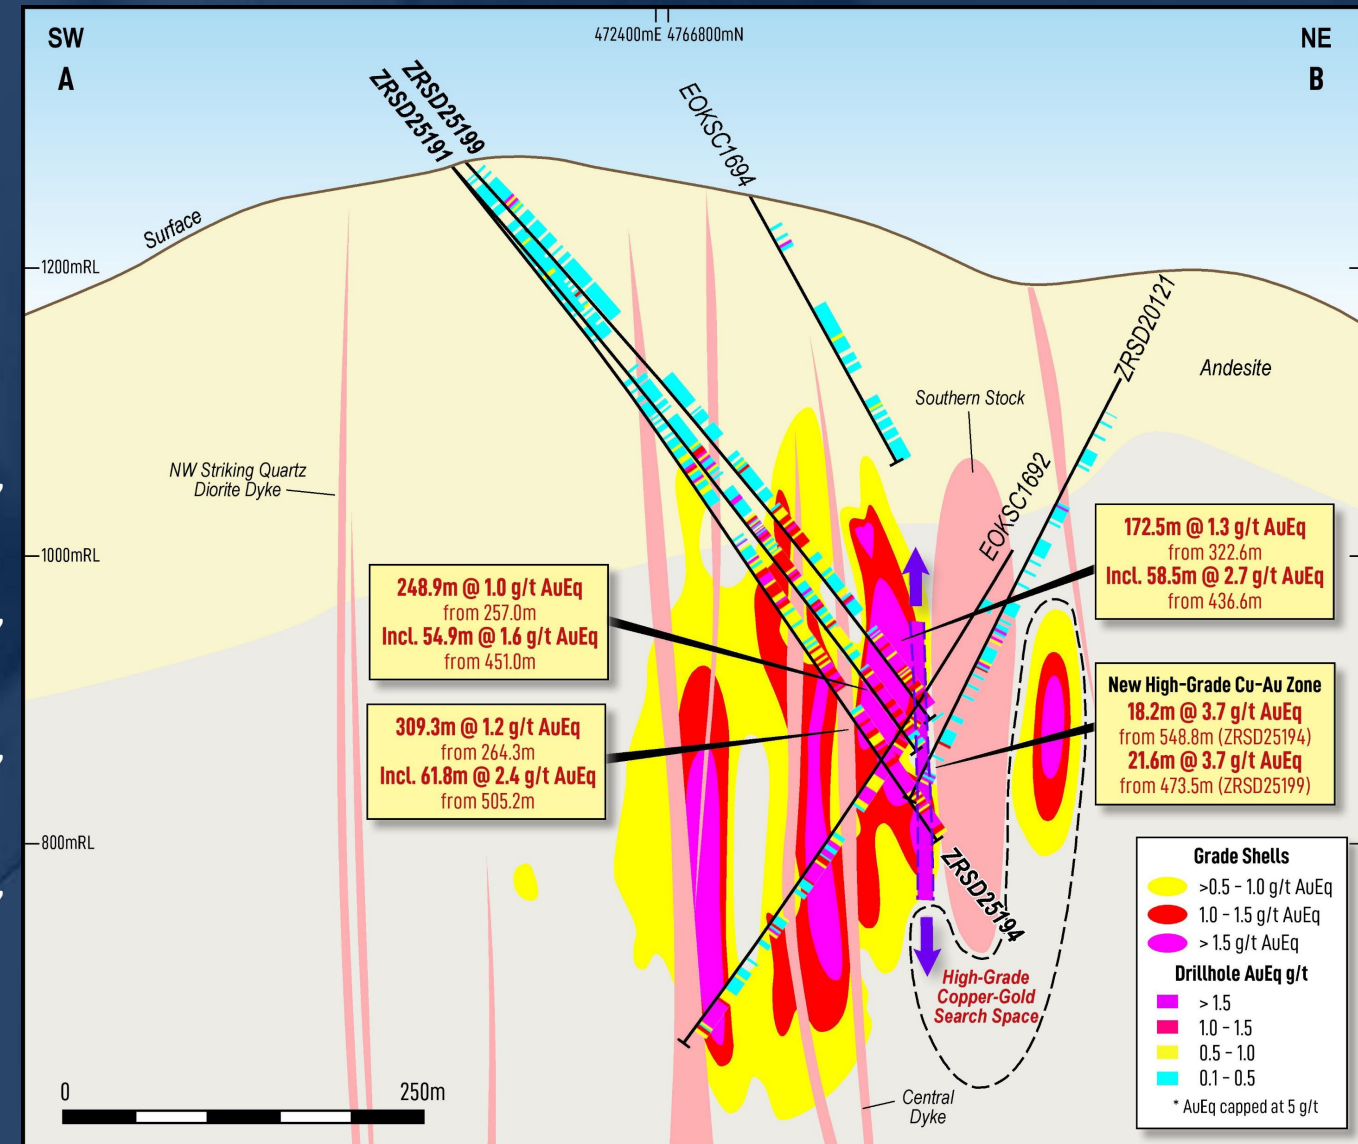 SW
A
472400mE 4766800mN
NE
B
ZRSD25199
ZRSD25191
EOKSC1694
Surface
1200mRL
ZRSD20121
Andesite
Southern Stock
NW Striking Quartz
Diorite Dyke
EOKSC1692
1000mRL
172.5m @ 1.3 g/t AuEq
from 322.6m
Incl. 58.5m @ 2.7 g/t AuEq
from 436.6m
248.9m @ 1.0 g/t AuEq
from 257.0m
Incl. 54.9m @ 1.6 g/t AuEq
from 451.0m
New High-Grade Cu-Au Zone
18.2m @ 3.7 g/t AuEq
from 548.8m (ZRSD25194)
21.6m @ 3.7 g/t AuEq
from 473.5m (ZRSD25199)
309.3m @ 1.2 g/t AuEq
from 264.3m
Incl. 61.8m @ 2.4 g/t AuEq
from 505.2m
800mRL
ZRSD25194
High-Grade
Copper-Gold
Search Space
Grade Shells
>0.5 – 1.0 g/t AuEq
1.0 – 1.5 g/t AuEq
> 1.5 g/t AuEq
Drillhole AuEq g/t
> 1.5
1.0 – 1.5
0.5 – 1.0
0.1 – 0.5
* AuEq capped at 5 g/t
0 250m
Central
Dyke